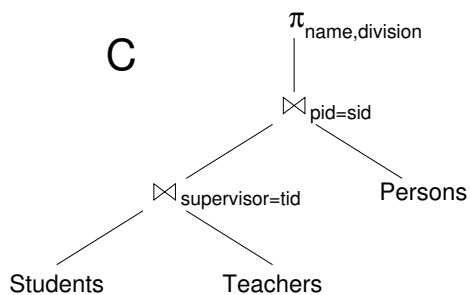 C
π name,division
⋈ pid=sid
⋈ supervisor=tid
Persons
Students
Teachers